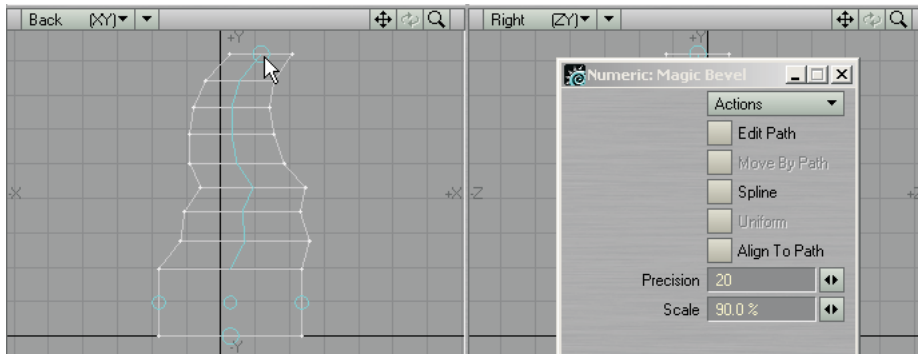 Back (XY)
Right (ZY)
+Y
+Y
-X
+X
-Z
-Y
Numeric: Magic Bevel
Actions
Edit Path
Move By Path
Spline
Uniform
Align To Path
Precision 20
Scale 90.0 %